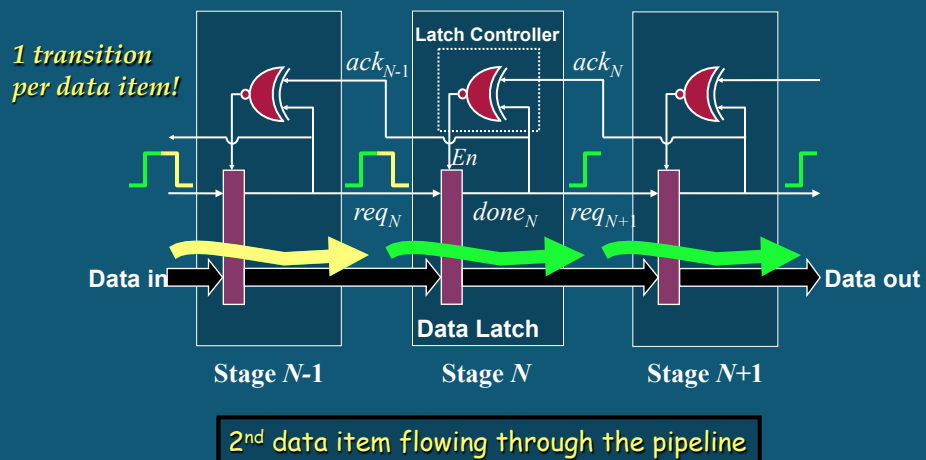 1 transition
per data item!
Latch Controller
ackN-1
ackN
En
reqN
doneN
reqN+1
Data in
Data out
Data Latch
Stage N-1
Stage N
Stage N+1
2nd data item flowing through the pipeline